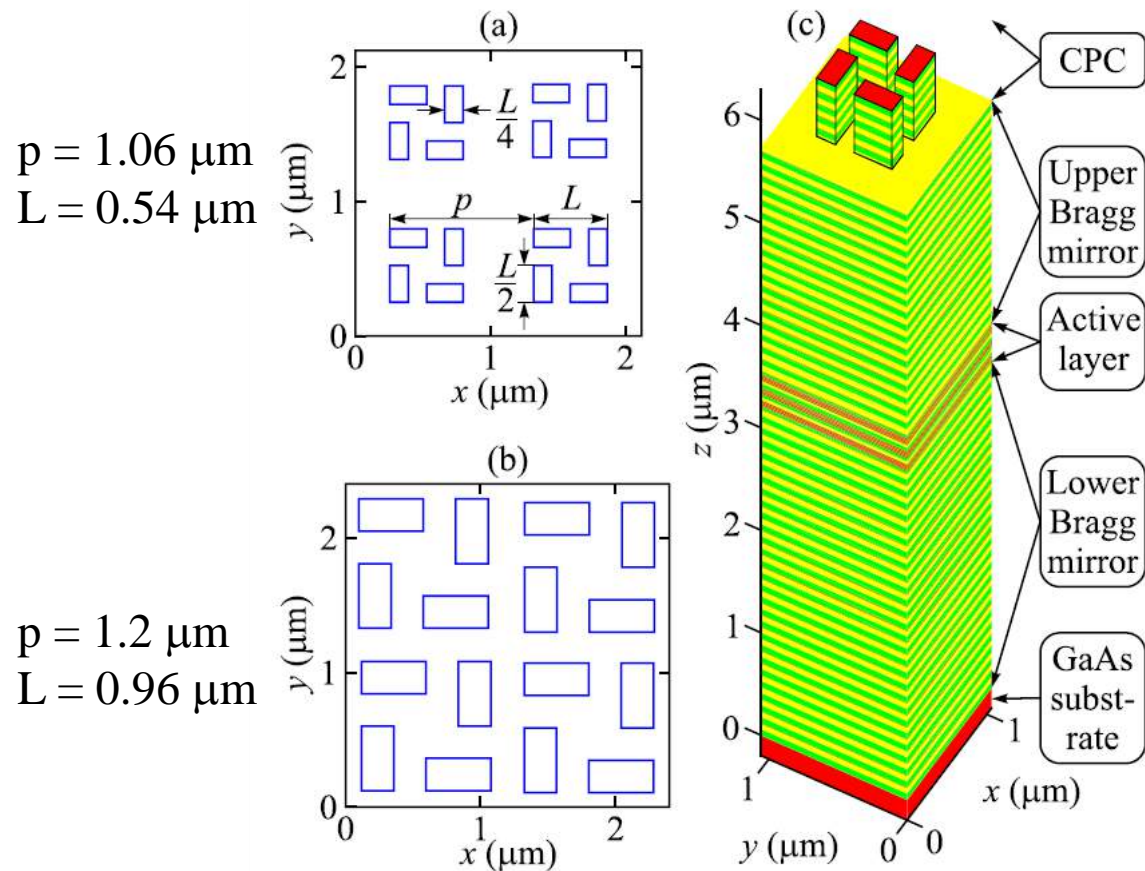 p = 1.06 μm
L = 0.54 μm
(a)
2
1
0
y (μm)
L
4
p
L
L
2
0
1
2
x (μm)
p = 1.2 μm
L = 0.96 μm
(b)
2
1
0
y (μm)
0
1
2
x (μm)
(c)
6
5
4
3
2
1
0
z (μm)
1
0
y (μm)
0
1
x (μm)
CPC
Upper
Bragg
mirror
Active
layer
Lower
Bragg
mirror
GaAs
subst-
rate